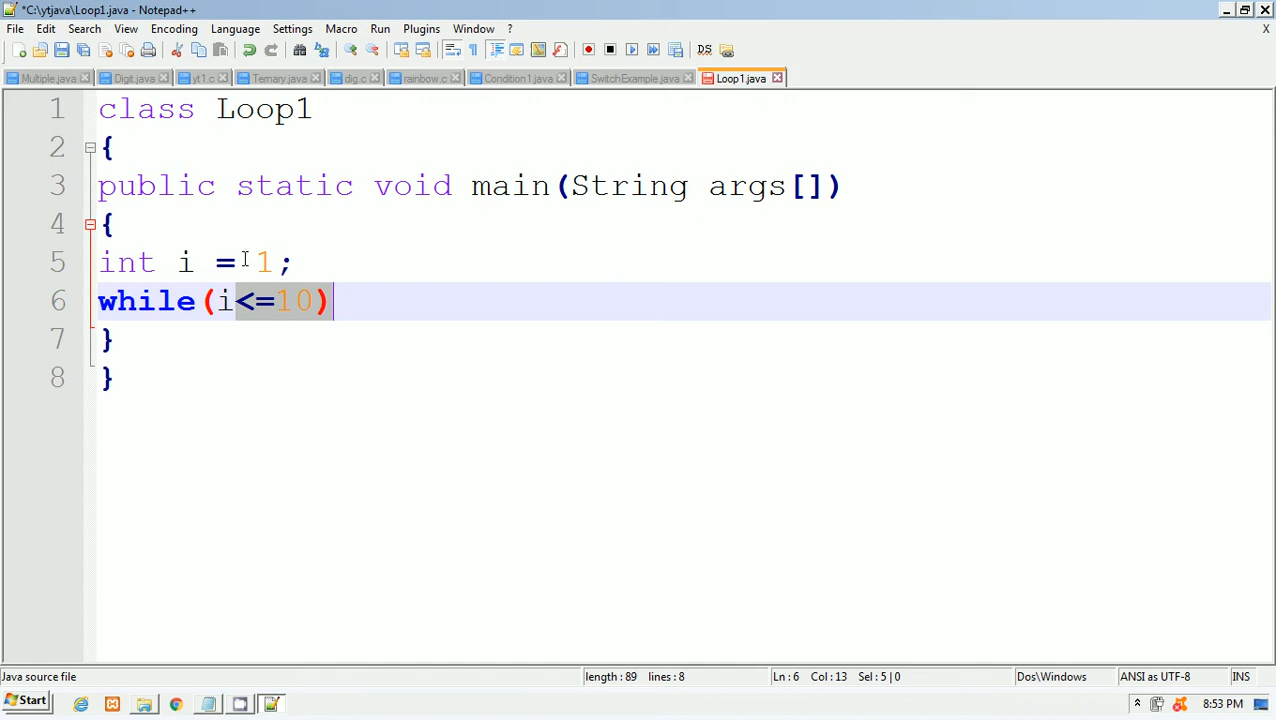 *C:\ytjava\Loop1.java - Notepad++
File Edit Search View Encoding Language Settings Macro Run Plugins Window ? X
Multiple.java Digit.java yt1.c Ternary.java dig.c rainbow.c Condition1.java SwitchExample.java Loop1.java
1 class Loop1
2 {
3 public static void main(String args[])
4 {
5 int i = 1;
6 while(i<=10)
7 }
8 }
Java source file length : 89 lines : 8 Ln : 6 Col : 13 Sel : 5 | 0 Dos\Windows ANSI as UTF-8 INS
Start 8:53 PM